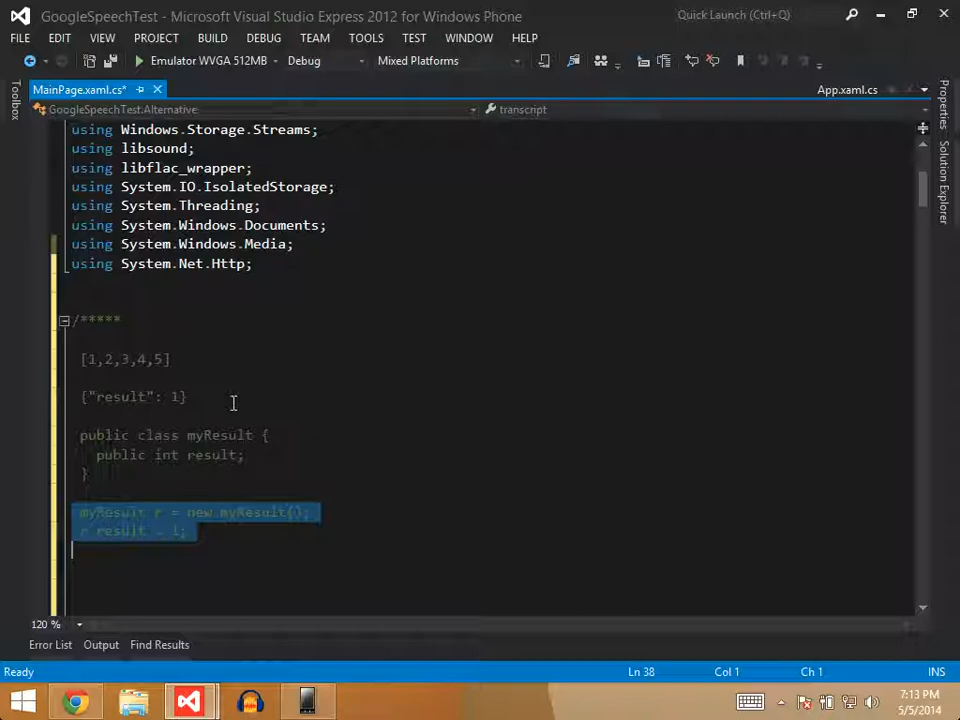 GoogleSpeechTest - Microsoft Visual Studio Express 2012 for Windows Phone
Quick Launch (Ctrl+Q)
FILE EDIT VIEW PROJECT BUILD DEBUG TEAM TOOLS TEST WINDOW HELP
Emulator WVGA 512MB Debug Mixed Platforms
Toolbox
MainPage.xaml.cs*
App.xaml.cs
GoogleSpeechTest.Alternative
transcript
Properties
Solution Explorer
using Windows.Storage.Streams;
using libsound;
using libflac_wrapper;
using System.IO.IsolatedStorage;
using System.Threading;
using System.Windows.Documents;
using System.Windows.Media;
using System.Net.Http;
/*****
[1,2,3,4,5]
{"result": 1}
public class myResult {
public int result;
}
myResult r = new myResult();
r.result = 1;
120 %
Error List Output Find Results
Ready Ln 38 Col 1 Ch 1 INS
7:13 PM
5/5/2014